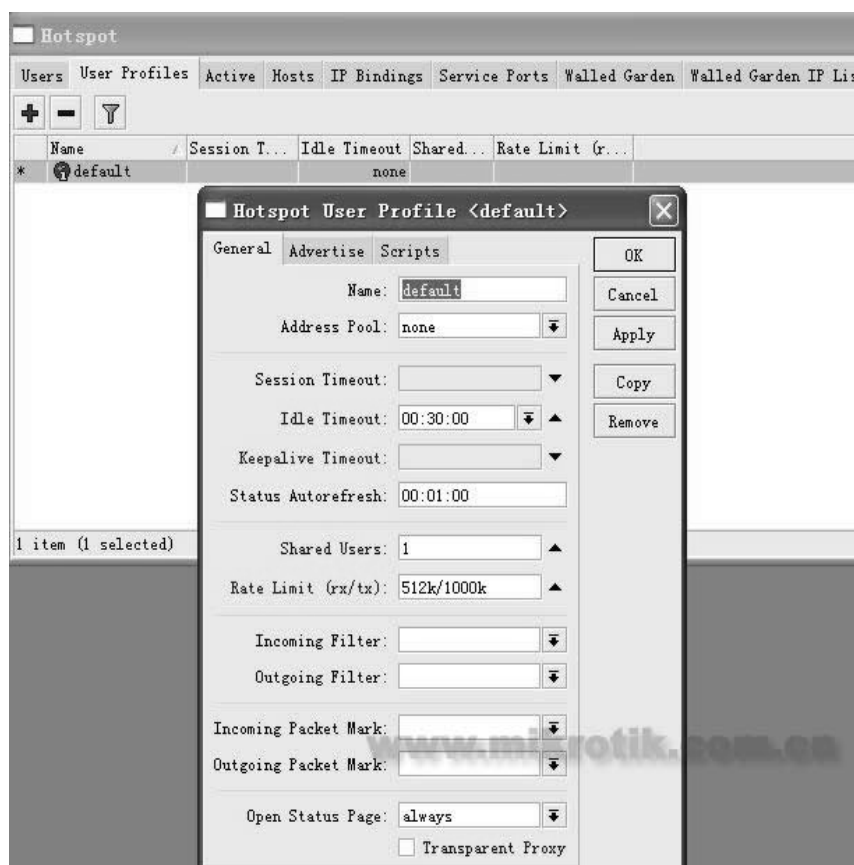 Hotspot
Users User Profiles Active Hosts IP Bindings Service Ports Walled Garden Walled Garden IP Lis
Name Session T... Idle Timeout Shared... Rate Limit (r...
* default none
Hotspot User Profile <default>
General Advertise Scripts
OK
Name: default
Cancel
Address Pool: none
Apply
Session Timeout:
Copy
Idle Timeout: 00:30:00
Remove
Keepalive Timeout:
Status Autorefresh: 00:01:00
1 item (1 selected)
Shared Users: 1
Rate Limit (rx/tx): 512k/1000k
Incoming Filter:
Outgoing Filter:
Incoming Packet Mark:
www.mikrotik.com.cn
Outgoing Packet Mark:
Open Status Page: always
Transparent Proxy